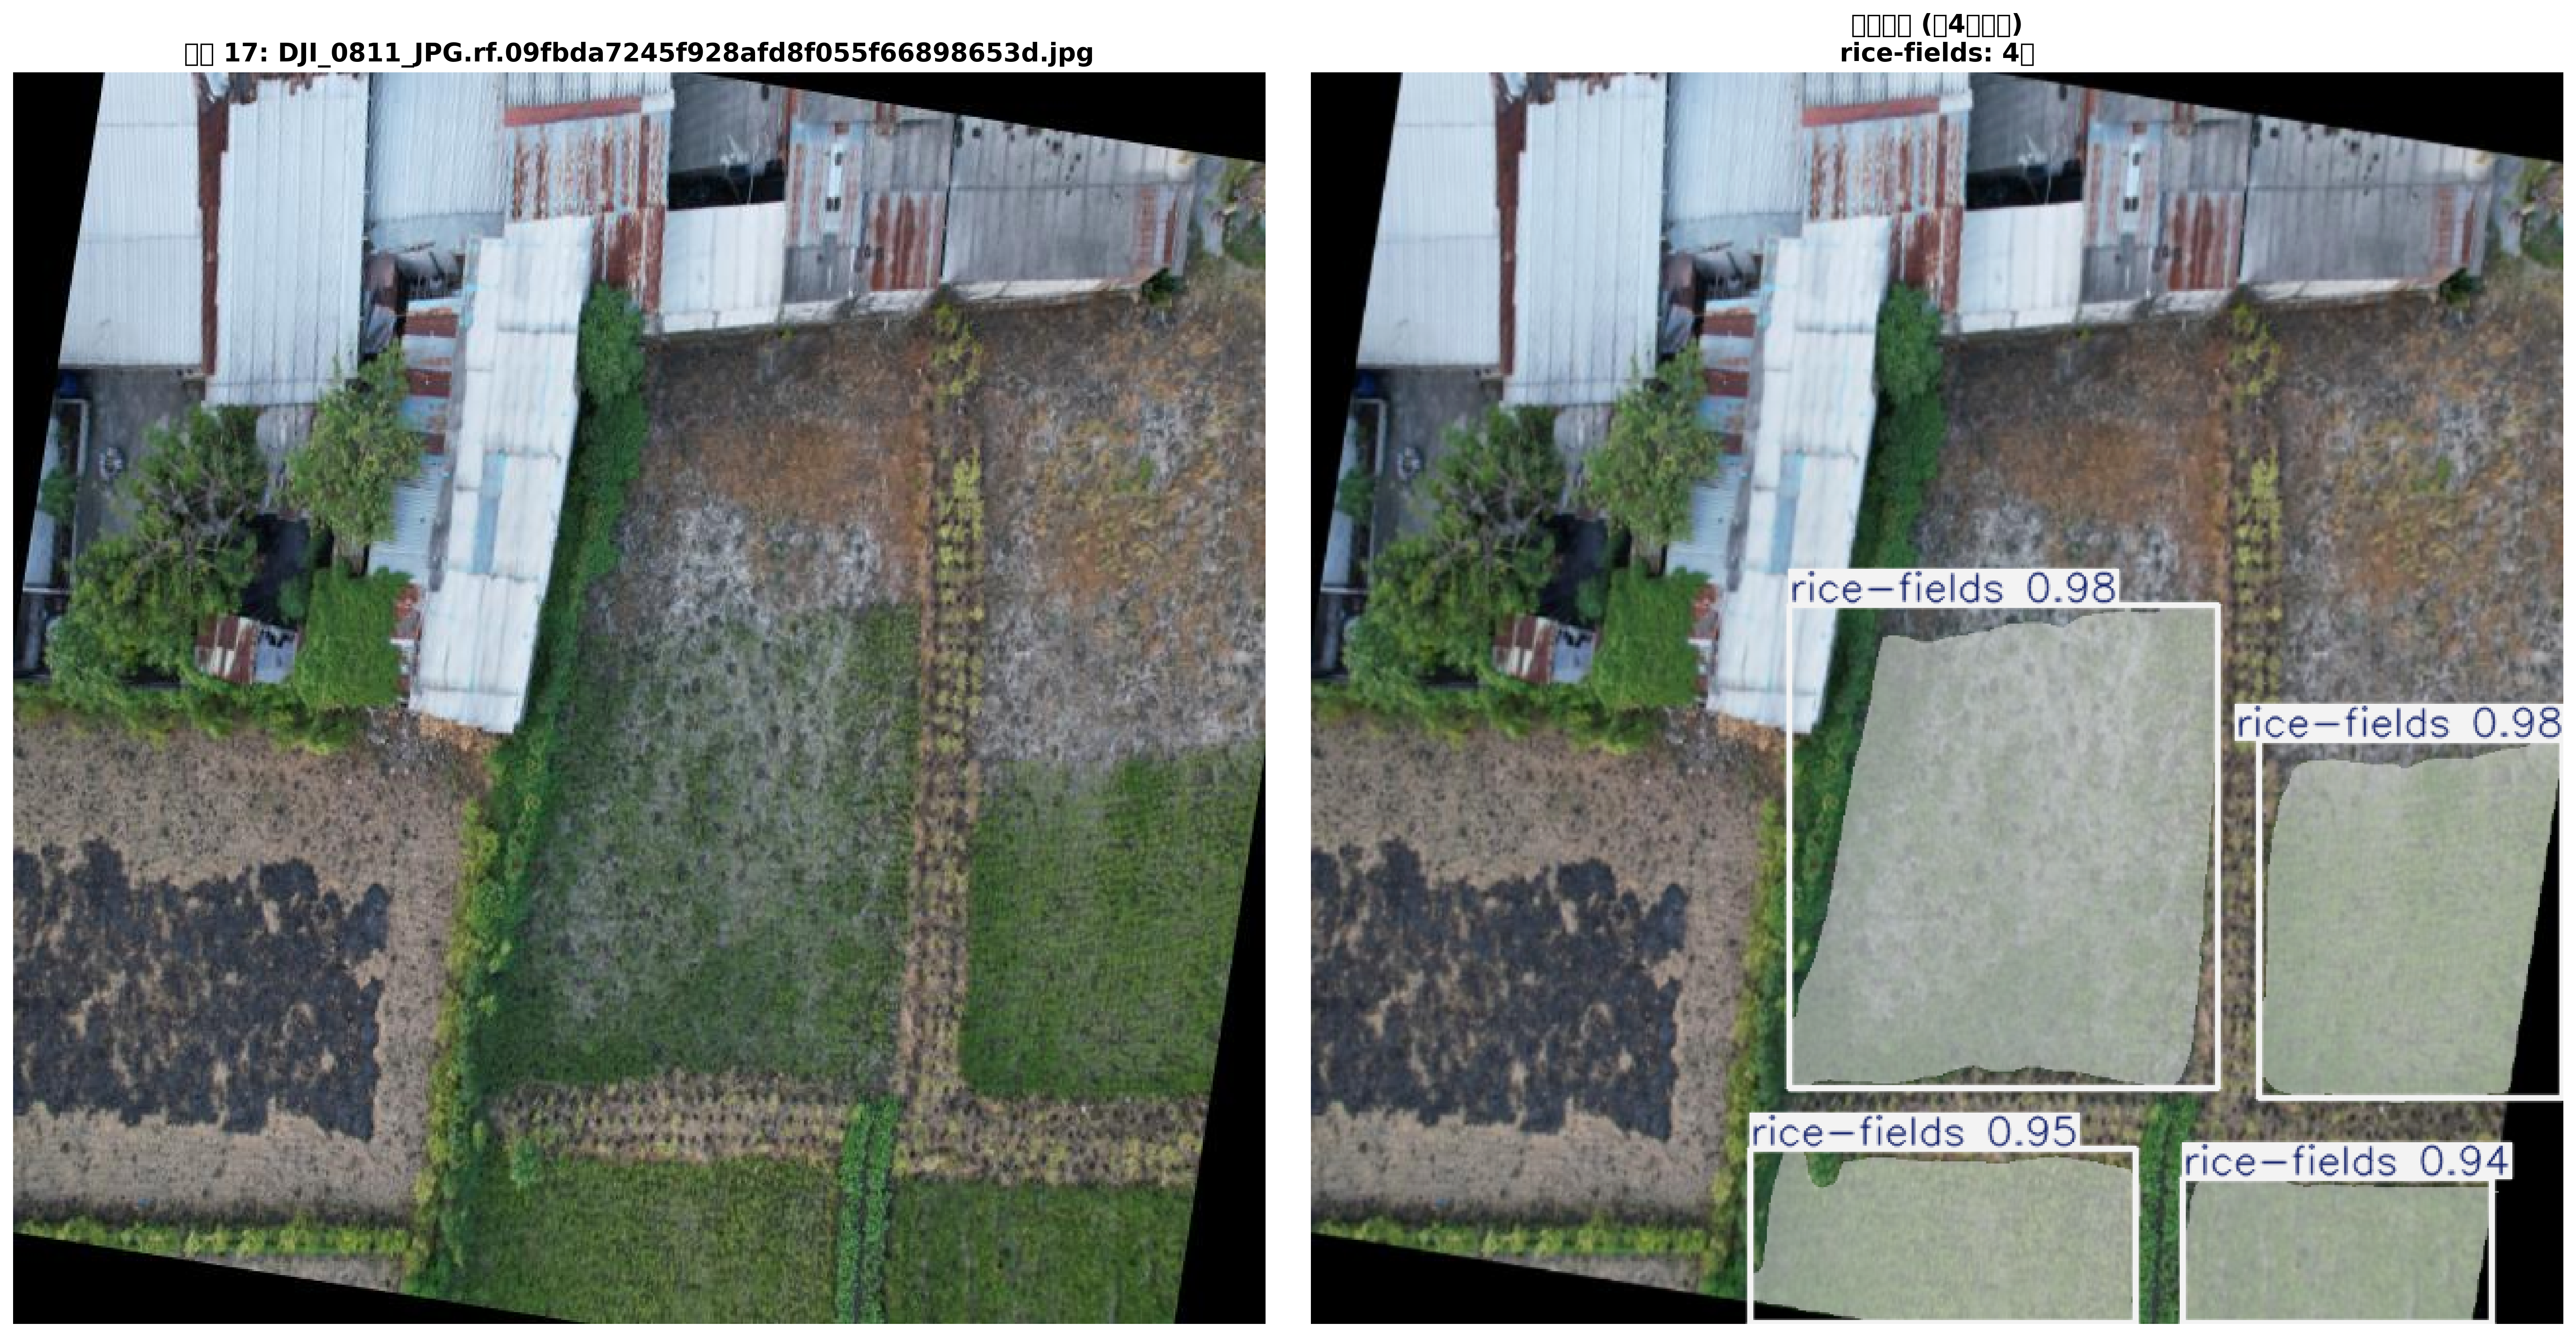 17: DJI_0811_JPG.rf.09fbda7245f928afd8f055f66898653d.jpg
(4)
rice-fields: 4
rice-fields 0.98
rice-fields 0.98
rice-fields 0.95
rice-fields 0.94